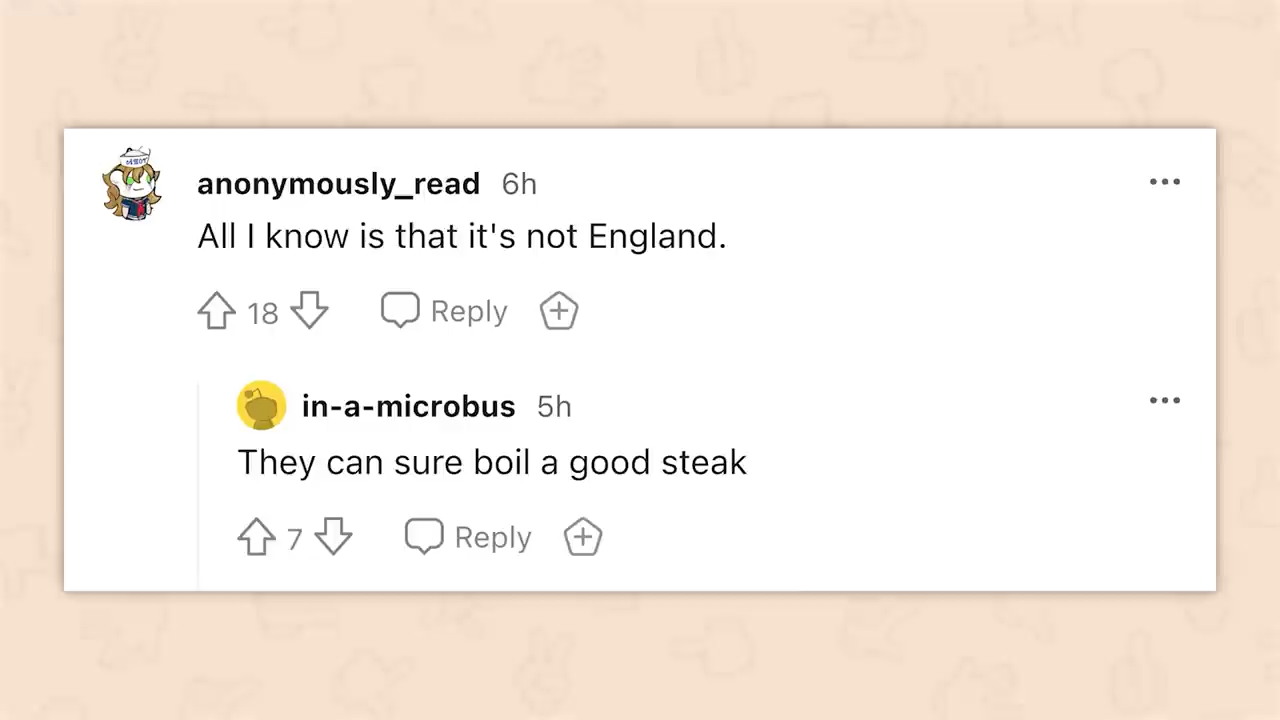 anonymously_read 6h
All I know is that it's not England.
18 Reply
in-a-microbus 5h
They can sure boil a good steak
7 Reply